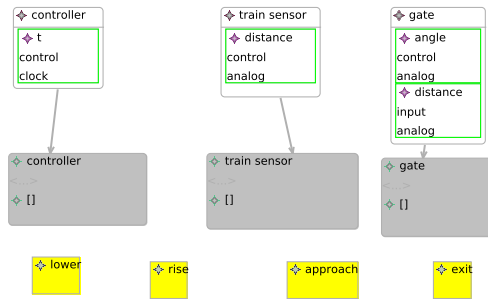 controller
t
control
clock
train sensor
distance
control
analog
gate
angle
control
analog
distance
input
analog
controller
<...>
[]
train sensor
<...>
[]
gate
<...>
[]
lower
rise
approach
exit